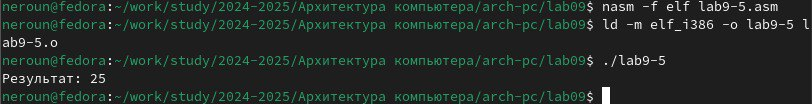 neroun@fedora:~/work/study/2024-2025/Архитектура компьютера/arch-pc/lab09$ nasm -f elf lab9-5.asm
neroun@fedora:~/work/study/2024-2025/Архитектура компьютера/arch-pc/lab09$ ld -m elf_i386 -o lab9-5 l
ab9-5.o
neroun@fedora:~/work/study/2024-2025/Архитектура компьютера/arch-pc/lab09$ ./lab9-5
Результат: 25
neroun@fedora:~/work/study/2024-2025/Архитектура компьютера/arch-pc/lab09$